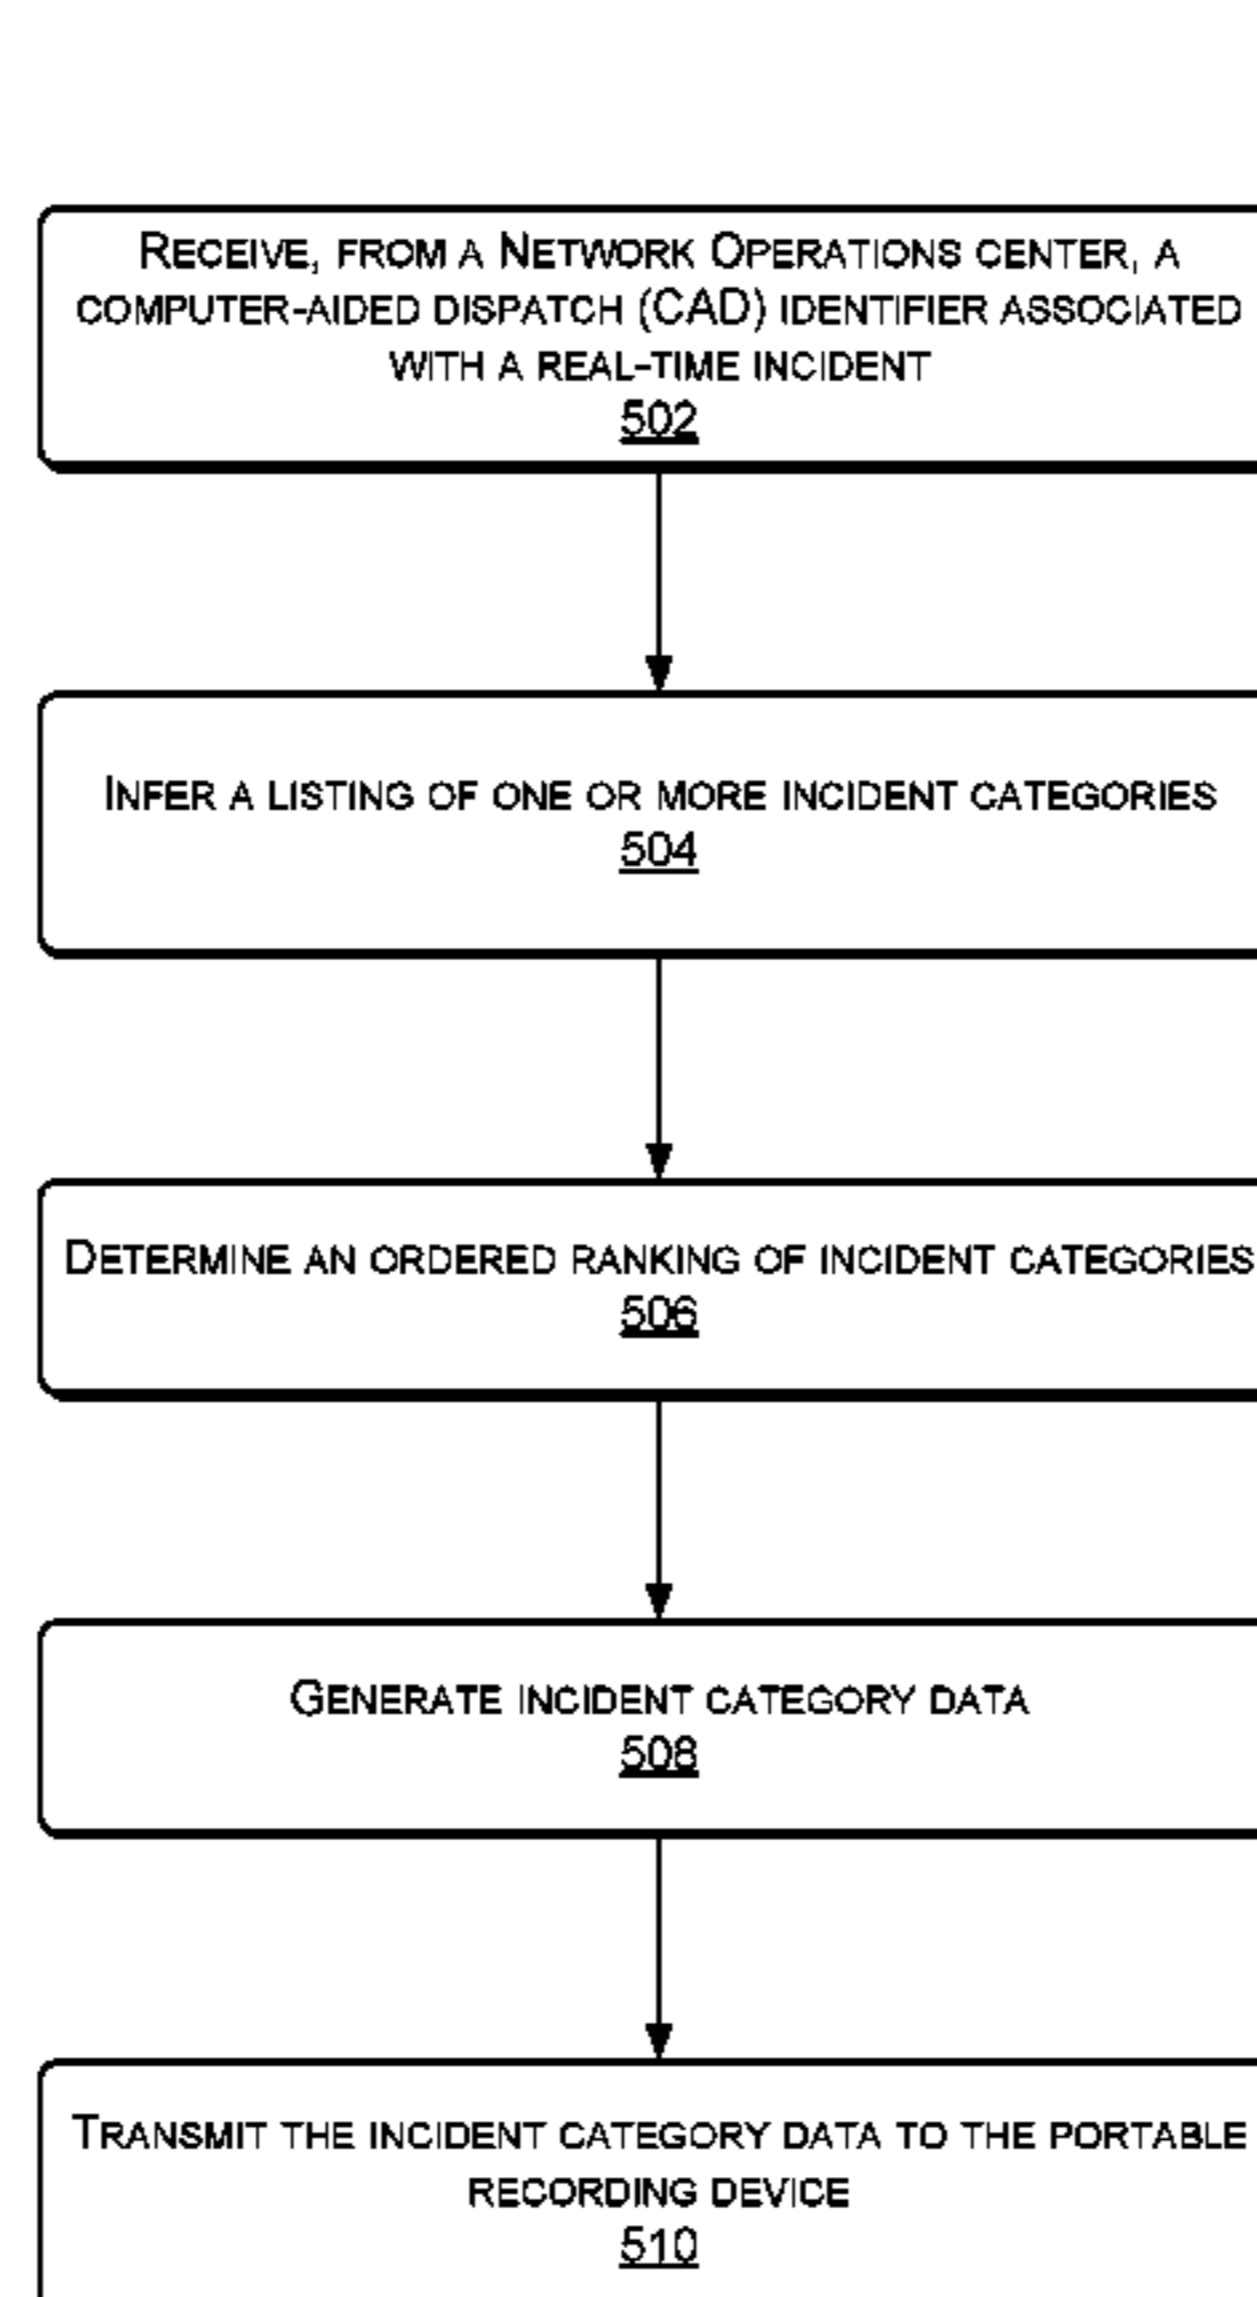 Receive, from a Network Operations center, a
computer-aided dispatch (CAD) identifier associated
with a real-time incident
502
Infer a listing of one or more incident categories
504
Determine an ordered ranking of incident categories
506
Generate incident category data
508
Transmit the incident category data to the portable
recording device
510